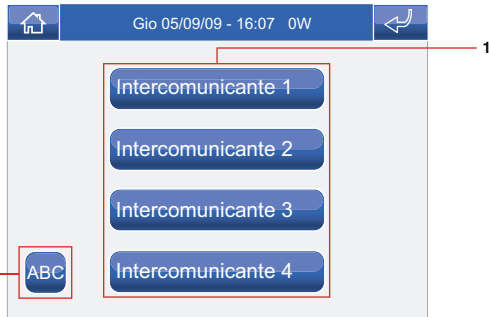 Gio 05/09/09 - 16:07 0W
1
Intercomunicante 1
Intercomunicante 2
Intercomunicante 3
Intercomunicante 4
ABC